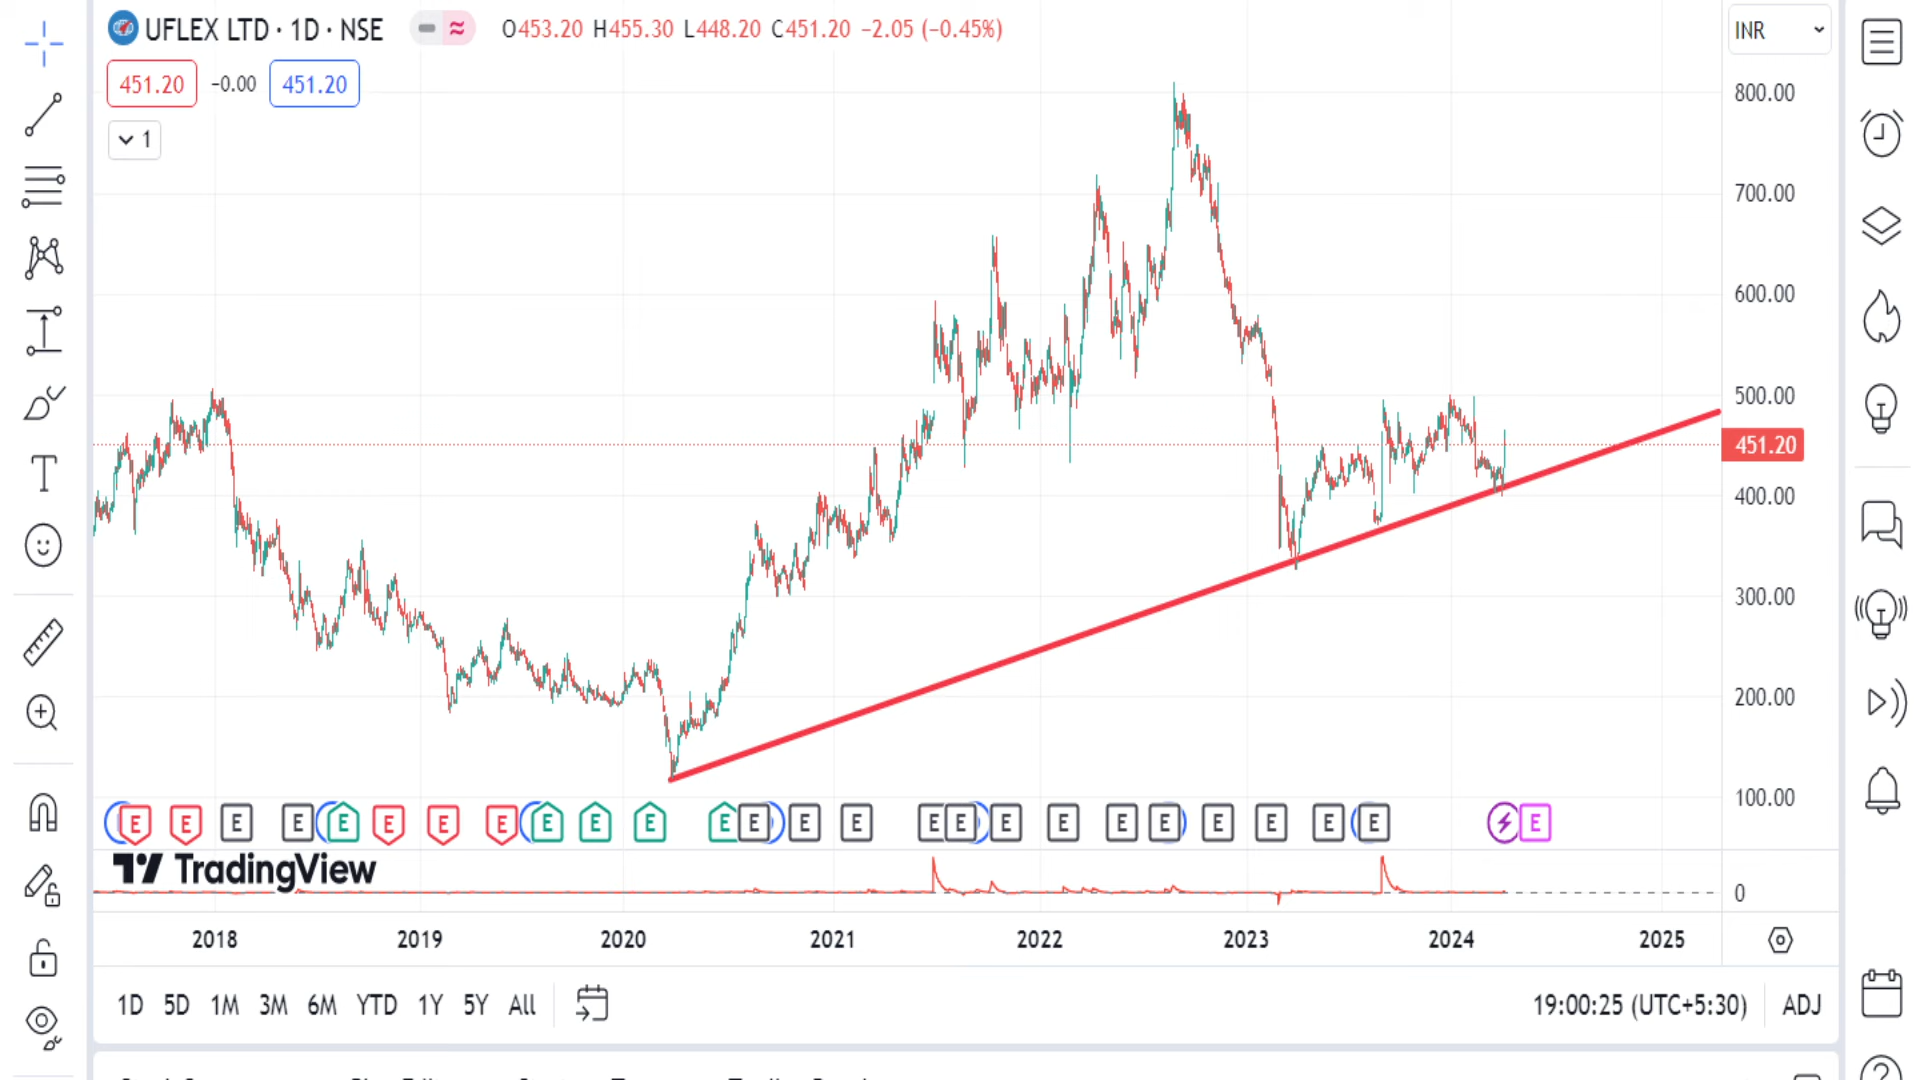 UFLEX LTD · 1D · NSE O453.20 H455.30 L448.20 C451.20 −2.05 (−0.45%)
INR
451.20 −0.00 451.20
1
800.00
700.00
600.00
500.00
451.20
400.00
300.00
200.00
100.00
E E E E E E E E E E E E E E E E E E E E E E E E E E
TradingView
0
2018 2019 2020 2021 2022 2023 2024 2025
1D 5D 1M 3M 6M YTD 1Y 5Y All 19:00:25 (UTC+5:30) ADJ